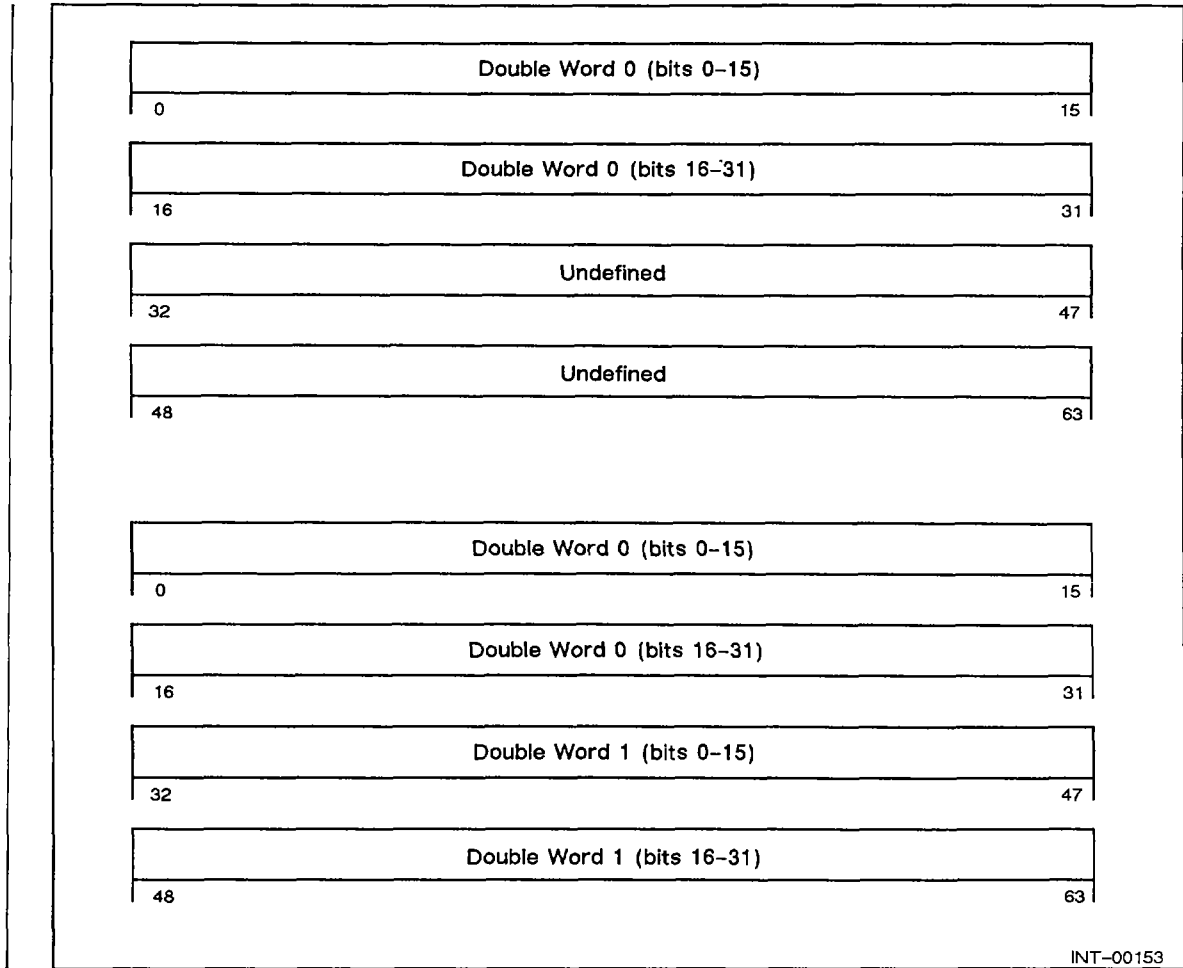 Double Word 0 (bits 0-15)
0 15
Double Word 0 (bits 16-31)
16 31
Undefined
32 47
Undefined
48 63
Double Word 0 (bits 0-15)
0 15
Double Word 0 (bits 16-31)
16 31
Double Word 1 (bits 0-15)
32 47
Double Word 1 (bits 16-31)
48 63
INT-00153